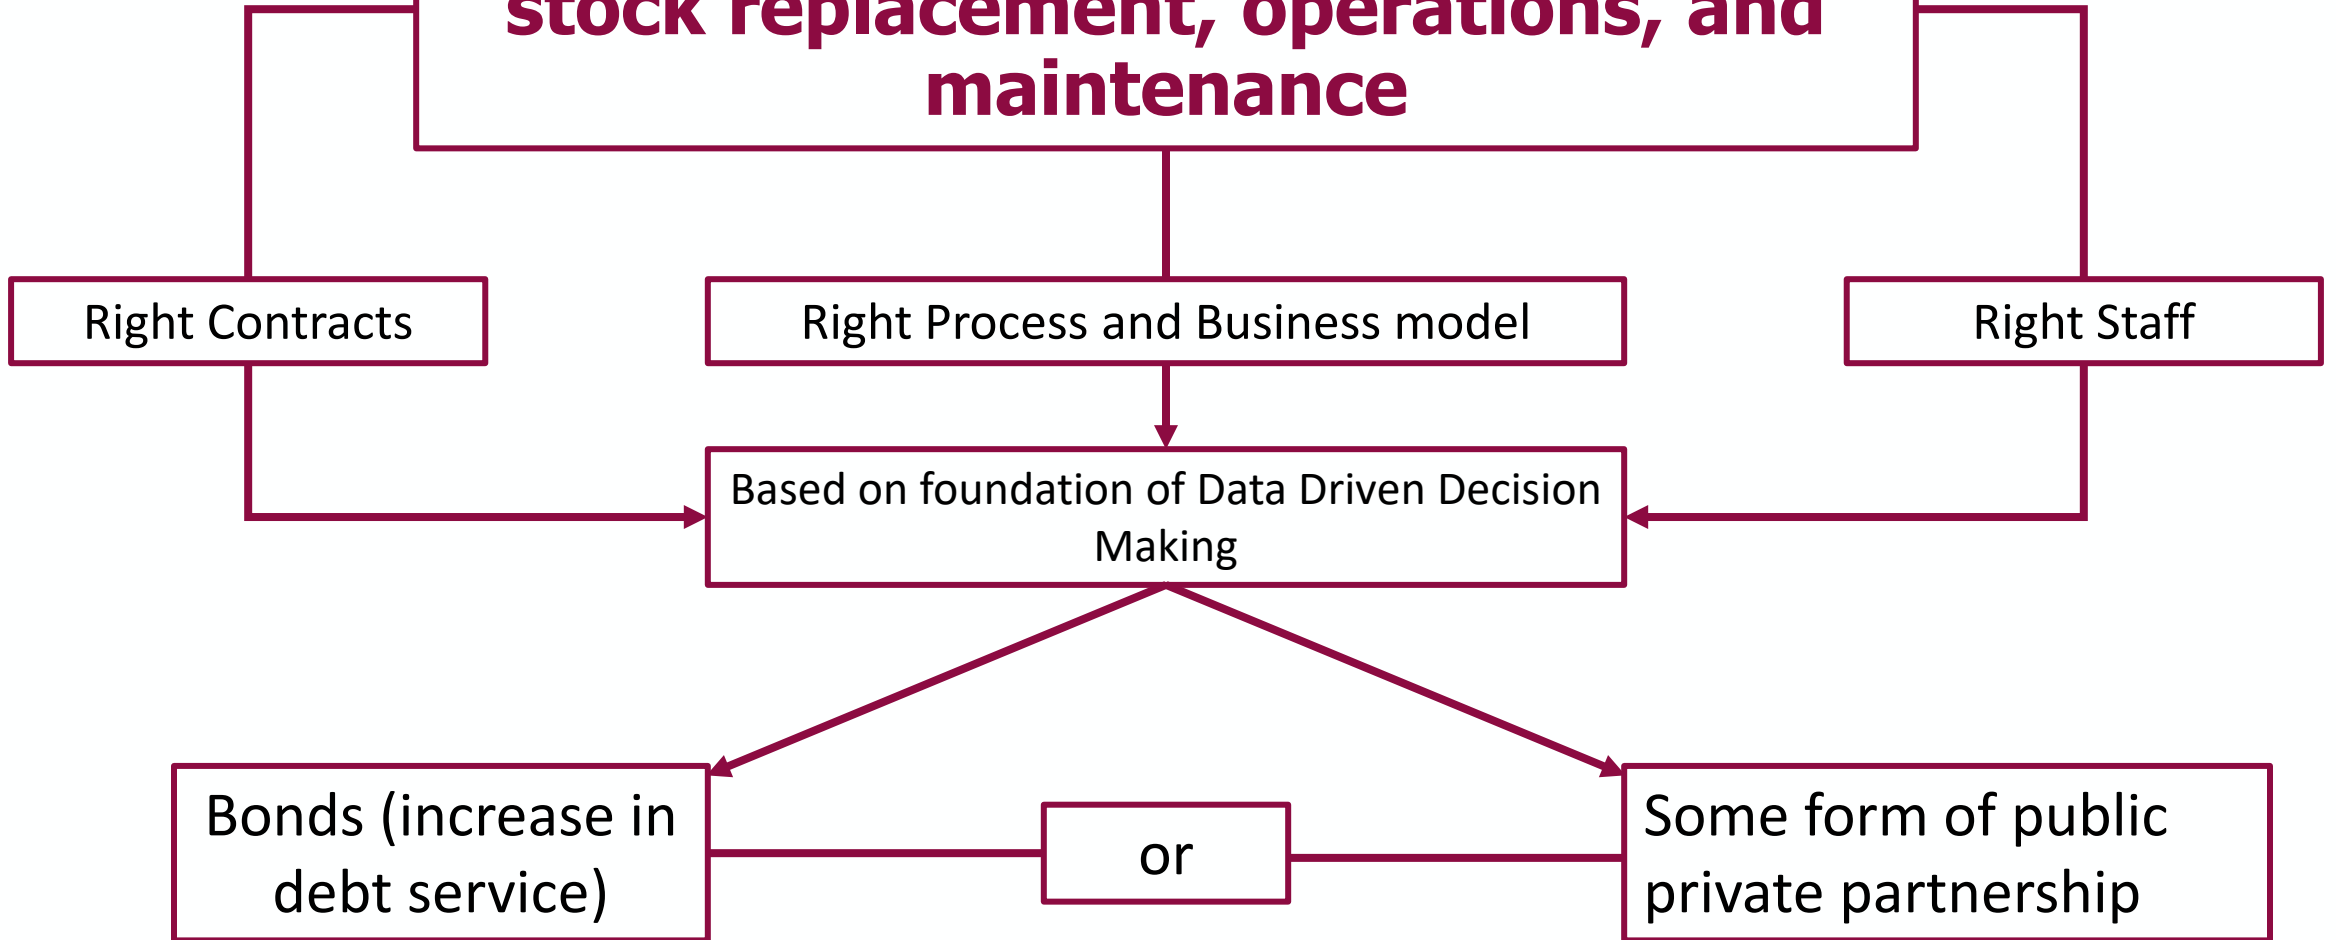 stock replacement, operations, and
maintenance
Right Contracts
Right Process and Business model
Right Staff
Based on foundation of Data Driven Decision
Making
Bonds (increase in
debt service)
or
Some form of public
private partnership